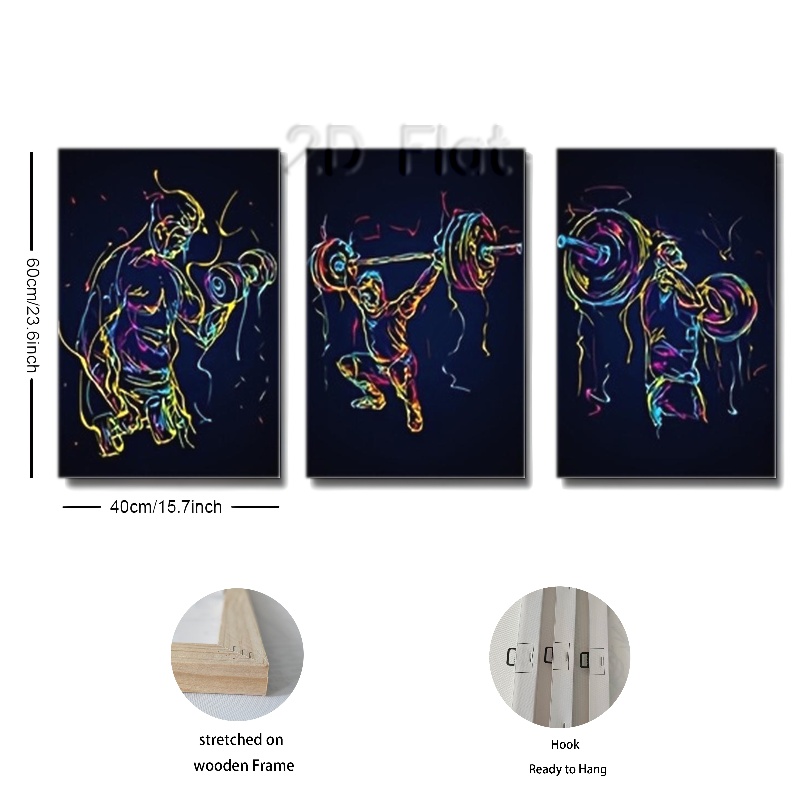 2D Flat
60cm/23.6inch
40cm/15.7inch
stretched on
wooden Frame
Hook
Ready to Hang